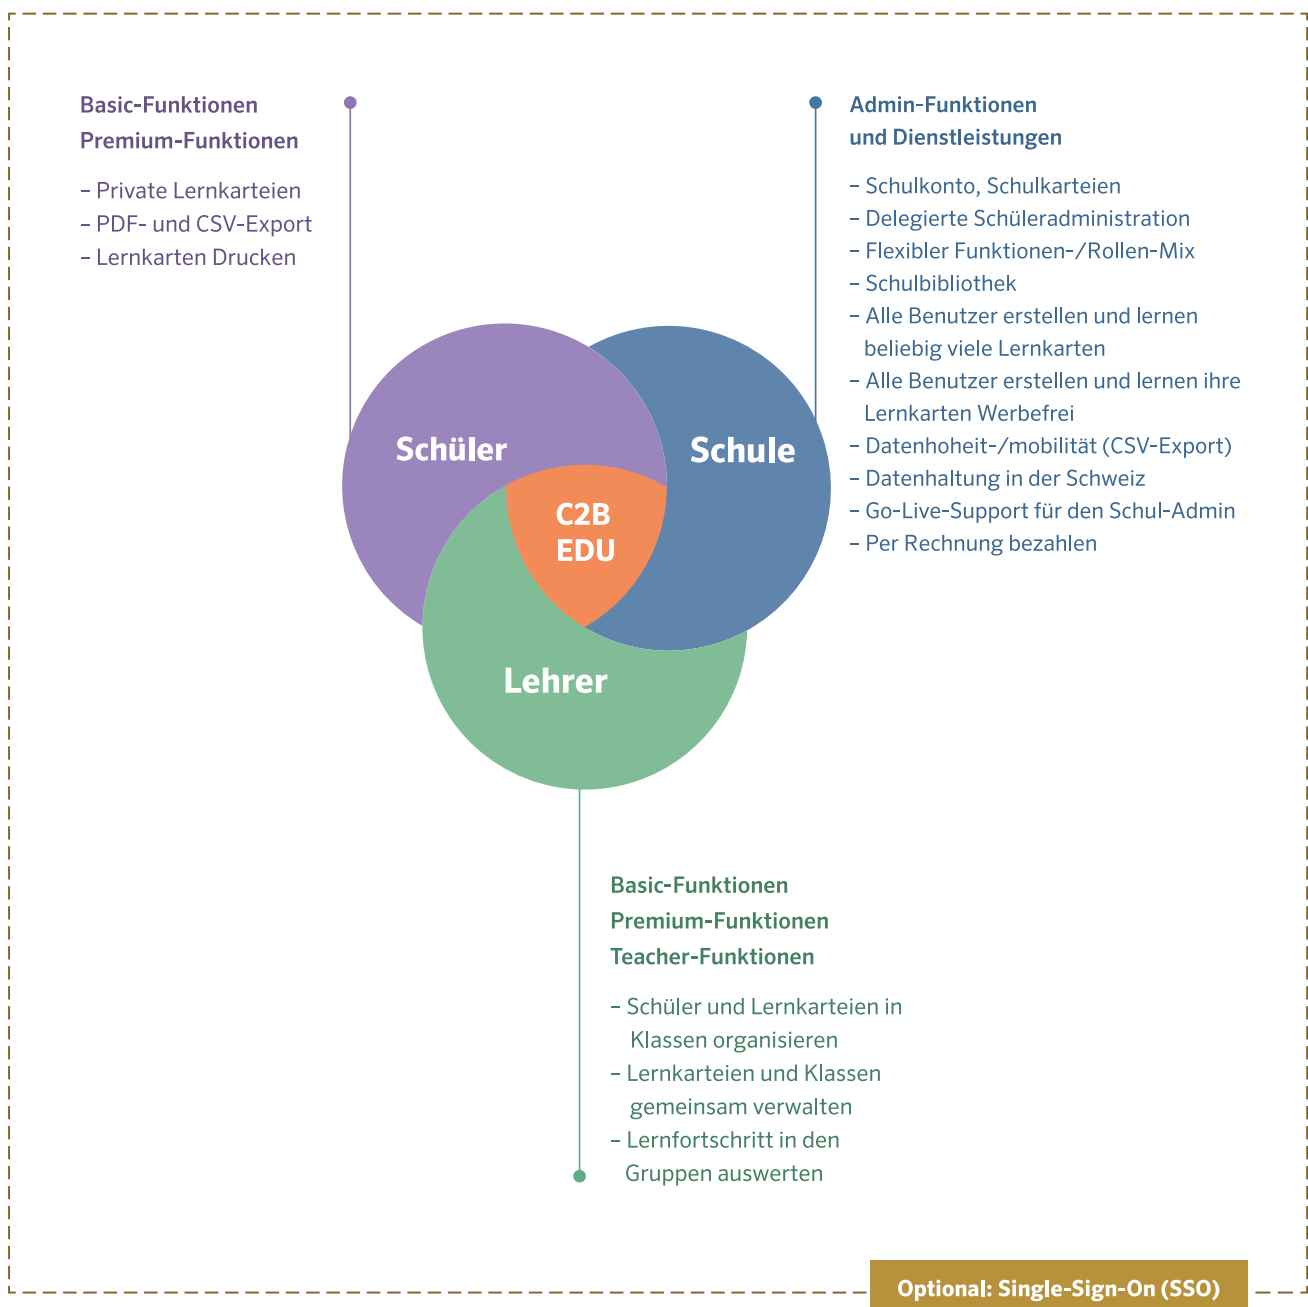 Basic-Funktionen
Premium-Funktionen
– Private Lernkarteien
– PDF- und CSV-Export
– Lernkarten Drucken
Admin-Funktionen
und Dienstleistungen
– Schulkonto, Schulkarteien
– Delegierte Schüleradministration
– Flexibler Funktionen-/Rollen-Mix
– Schulbibliothek
– Alle Benutzer erstellen und lernen
beliebig viele Lernkarten
– Alle Benutzer erstellen und lernen ihre
Lernkarten Werbefrei
– Datenhoheit-/mobilität (CSV-Export)
– Datenhaltung in der Schweiz
– Go-Live-Support für den Schul-Admin
– Per Rechnung bezahlen
Schüler
Schule
C2B
EDU
Lehrer
Basic-Funktionen
Premium-Funktionen
Teacher-Funktionen
– Schüler und Lernkarteien in
Klassen organisieren
– Lernkarteien und Klassen
gemeinsam verwalten
– Lernfortschritt in den
Gruppen auswerten
Optional: Single-Sign-On (SSO)